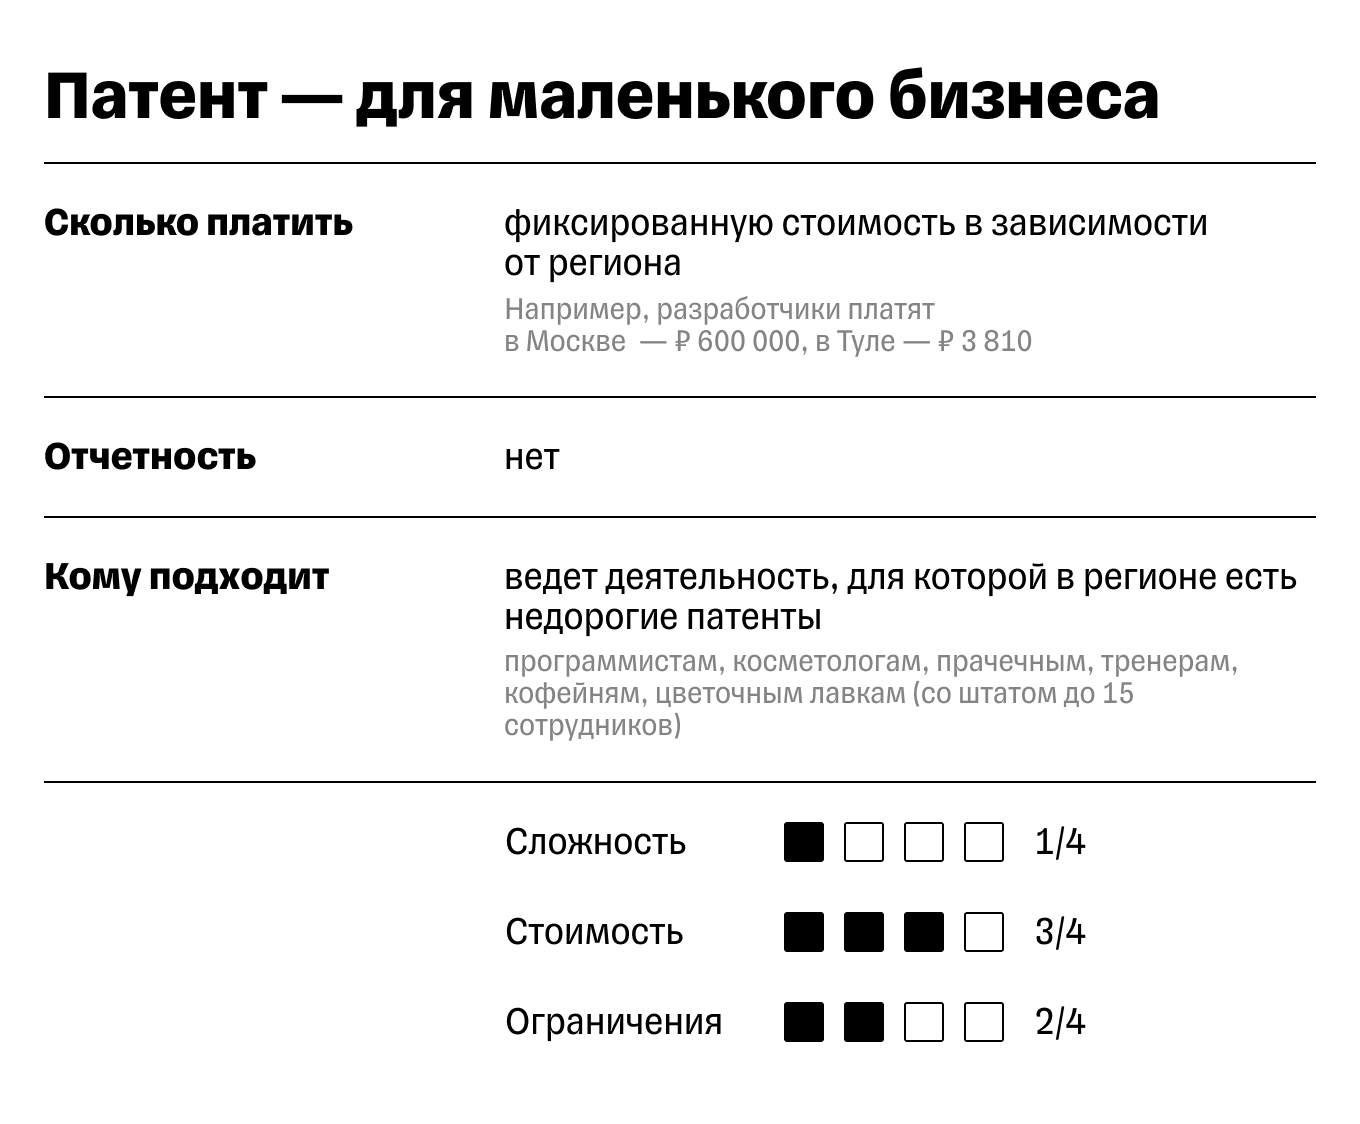 Патент — для маленького бизнеса
Сколько платить
фиксированную стоимость в зависимости
от региона
Например, разработчики платят
в Москве — ₽ 600 000, в Туле — ₽ 3 810
Отчетность
нет
Кому подходит
ведет деятельность, для которой в регионе есть
недорогие патенты
программистам, косметологам, прачечным, тренерам,
кофейням, цветочным лавкам (со штатом до 15
сотрудников)
Сложность 1/4
Стоимость 3/4
Ограничения 2/4